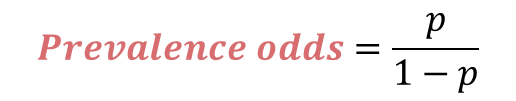 Prevalence odds = p / 1 − p